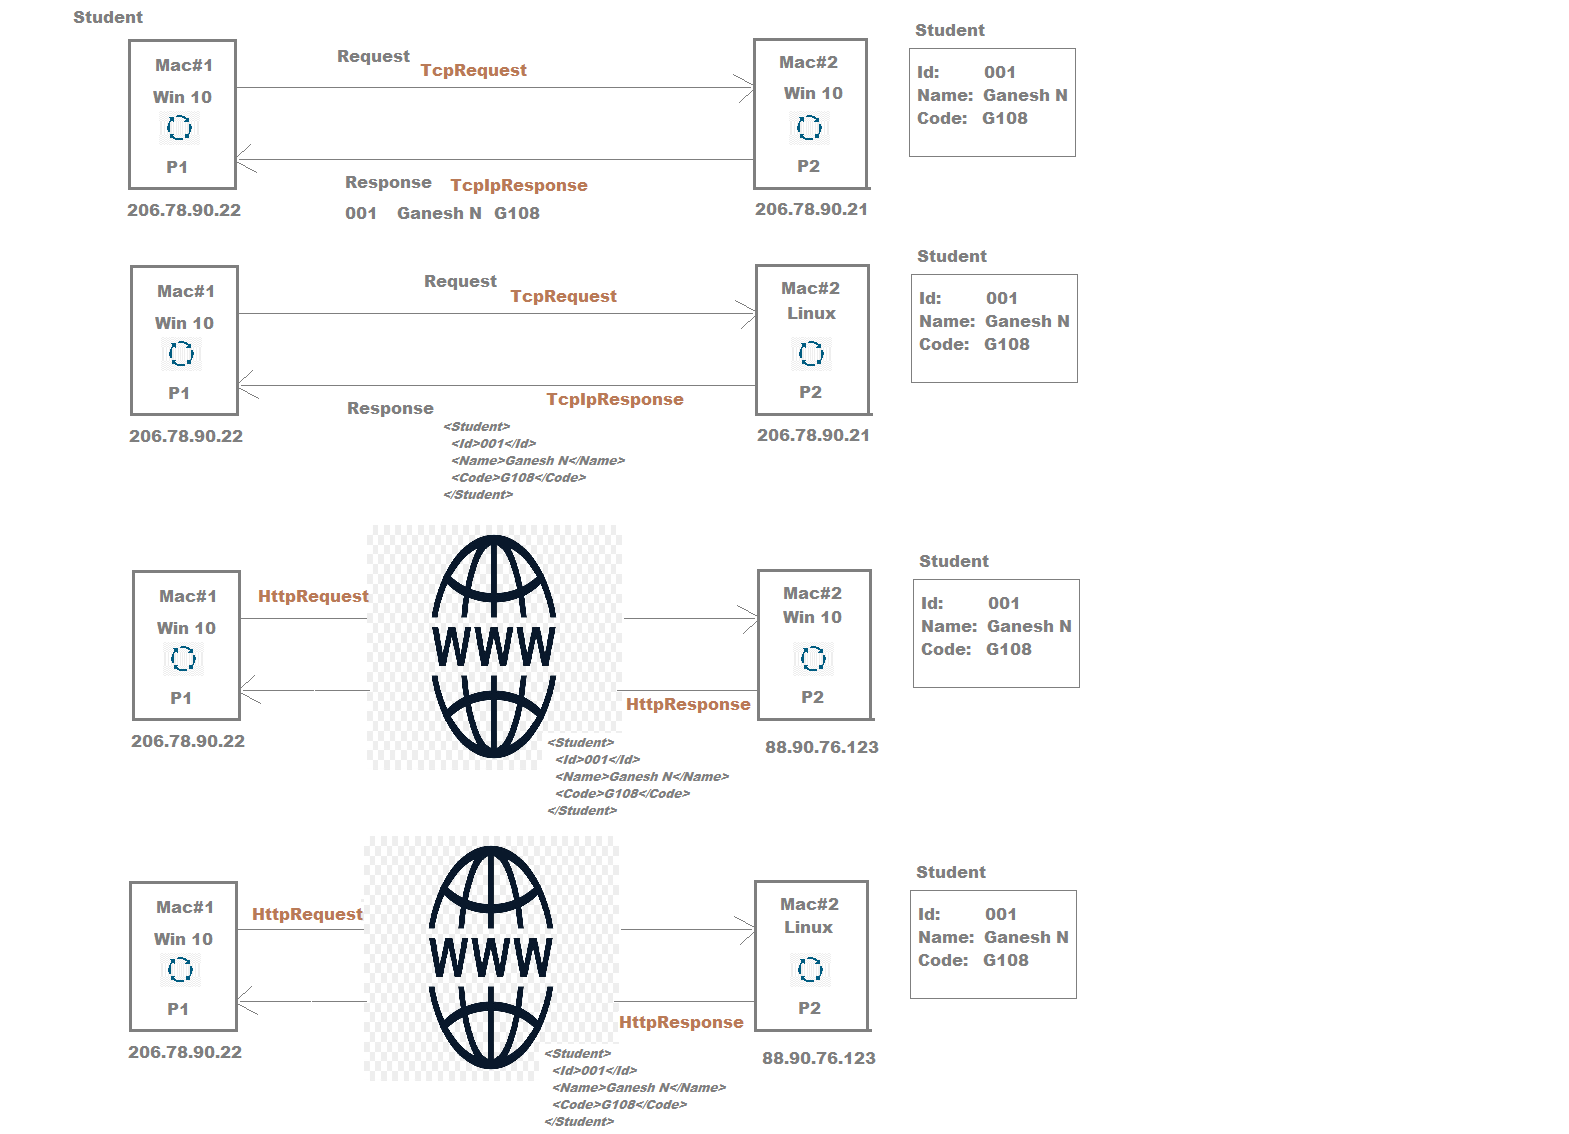 Student
Student
Mac#1
Request
TcpRequest
Mac#2
Win 10
Win 10
Id: 001
Name: Ganesh N
Code: G108
P1
P2
Response TcpIpResponse
206.78.90.22
001 Ganesh N G108
206.78.90.21
Student
Mac#1
Request
TcpRequest
Mac#2
Win 10
Linux
Id: 001
Name: Ganesh N
Code: G108
P1
P2
Response
TcpIpResponse
206.78.90.22
206.78.90.21
<Student>
<Id>001</Id>
<Name>Ganesh N</Name>
<Code>G108</Code>
</Student>
Student
Mac#1
HttpRequest
Mac#2
Win 10
Win 10
Id: 001
Name: Ganesh N
Code: G108
WWW
P1
P2
HttpResponse
206.78.90.22
88.90.76.123
<Student>
<Id>001</Id>
<Name>Ganesh N</Name>
<Code>G108</Code>
</Student>
Student
Mac#1
HttpRequest
Mac#2
Win 10
Linux
Id: 001
Name: Ganesh N
Code: G108
WWW
P1
P2
HttpResponse
206.78.90.22
88.90.76.123
<Student>
<Id>001</Id>
<Name>Ganesh N</Name>
<Code>G108</Code>
</Student>